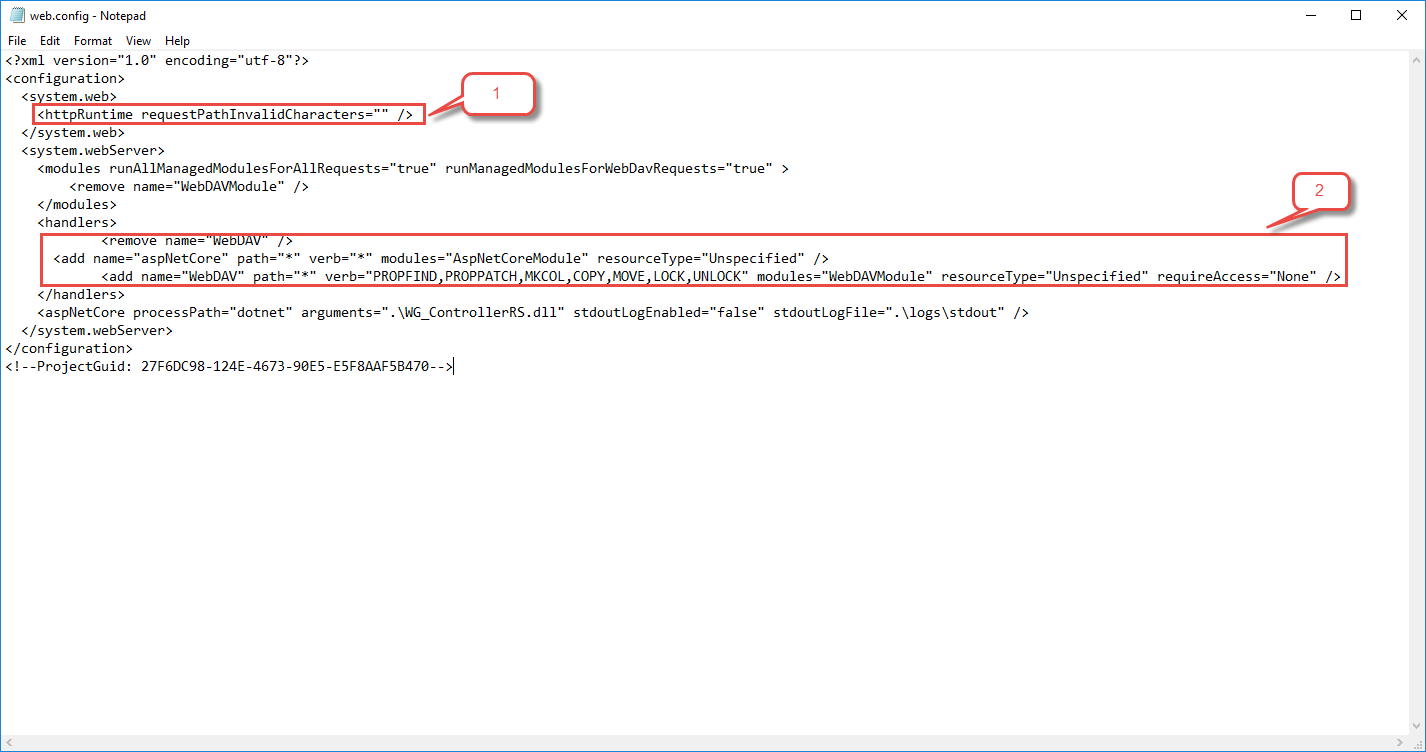 web.config - Notepad
File Edit Format View Help
<?xml version="1.0" encoding="utf-8"?>
<configuration>
  <system.web>
    <httpRuntime requestPathInvalidCharacters="" />
1
  </system.web>
  <system.webServer>
    <modules runAllManagedModulesForAllRequests="true" runManagedModulesForWebDavRequests="true" >
        <remove name="WebDAVModule" />
    </modules>
2
    <handlers>
            <remove name="WebDAV" />
      <add name="aspNetCore" path="*" verb="*" modules="AspNetCoreModule" resourceType="Unspecified" />
            <add name="WebDAV" path="*" verb="PROPFIND,PROPPATCH,MKCOL,COPY,MOVE,LOCK,UNLOCK" modules="WebDAVModule" resourceType="Unspecified" requireAccess="None" />
    </handlers>
    <aspNetCore processPath="dotnet" arguments=".\WG_ControllerRS.dll" stdoutLogEnabled="false" stdoutLogFile=".\logs\stdout" />
  </system.webServer>
</configuration>
<!--ProjectGuid: 27F6DC98-124E-4673-90E5-E5F8AAF5B470-->